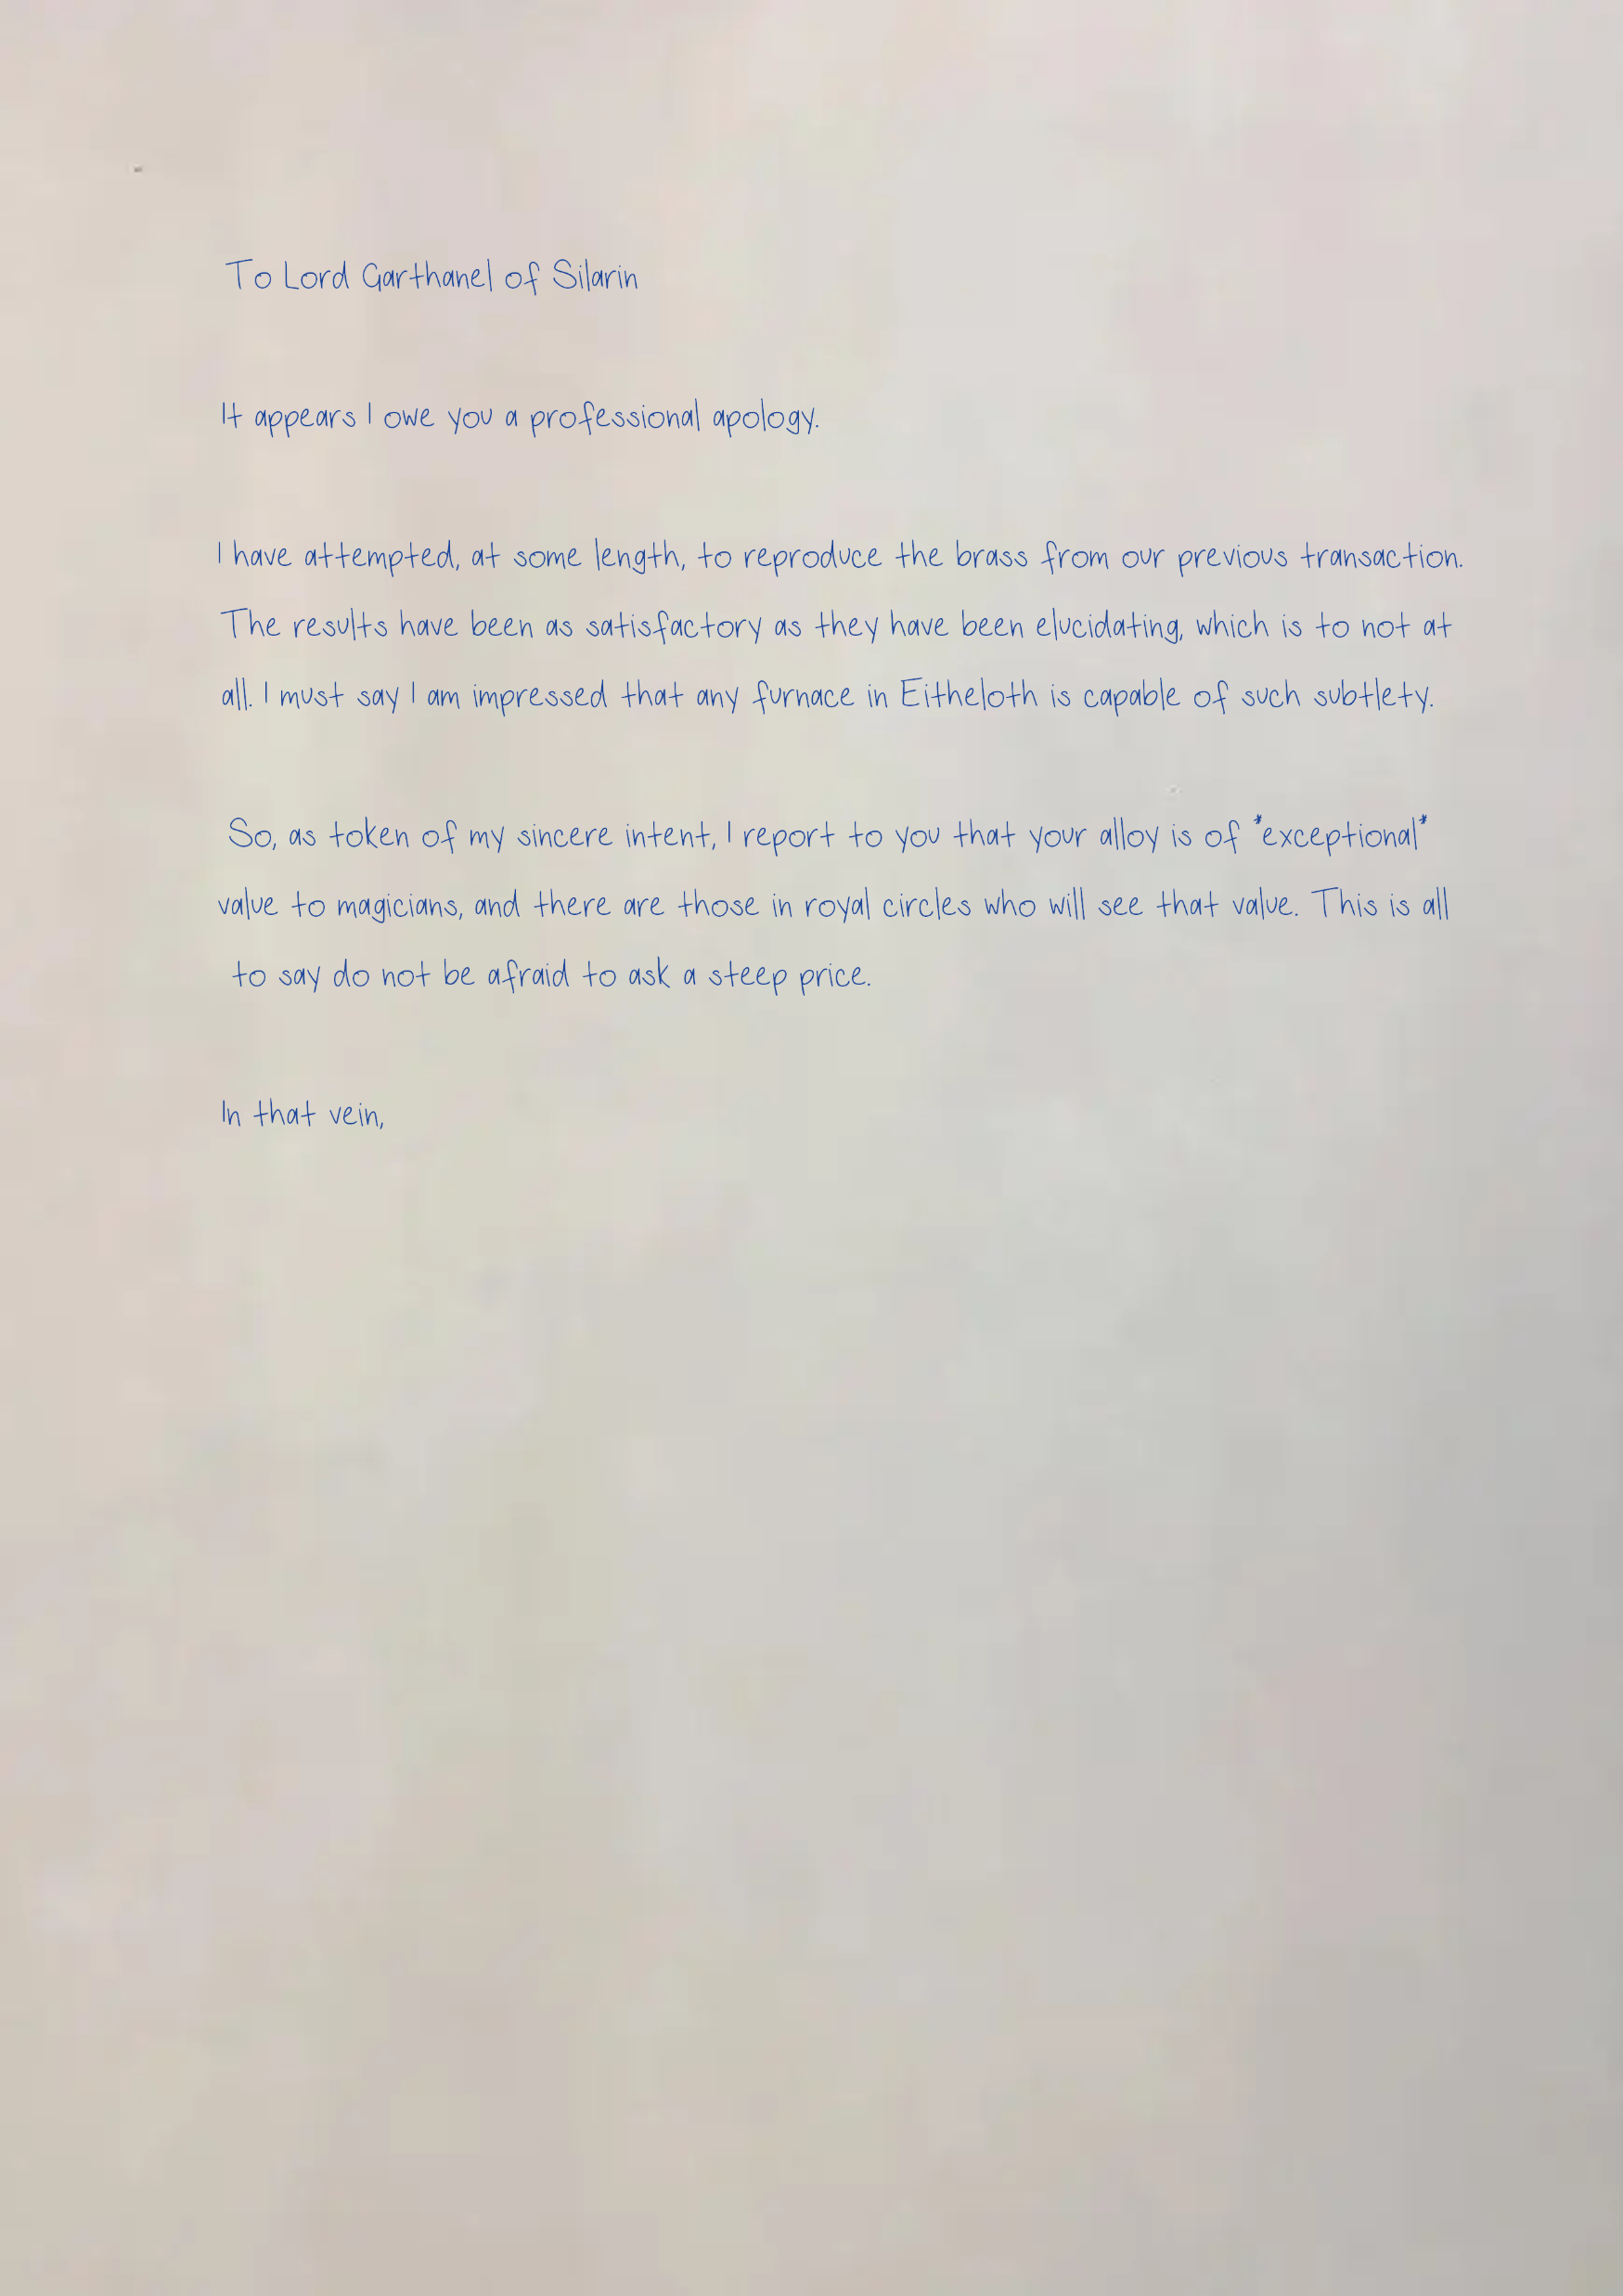 To Lord Garthanel of Silarin
It appears I owe you a professional apology.
I have attempted, at some length, to reproduce the brass from our previous transaction.
The results have been as satisfactory as they have been elucidating, which is to not at
all. I must say I am impressed that any furnace in Eitheloth is capable of such subtlety.
So, as token of my sincere intent, I report to you that your alloy is of *exceptional*
value to magicians, and there are those in royal circles who will see that value. This is all
to say do not be afraid to ask a steep price.
In that vein,